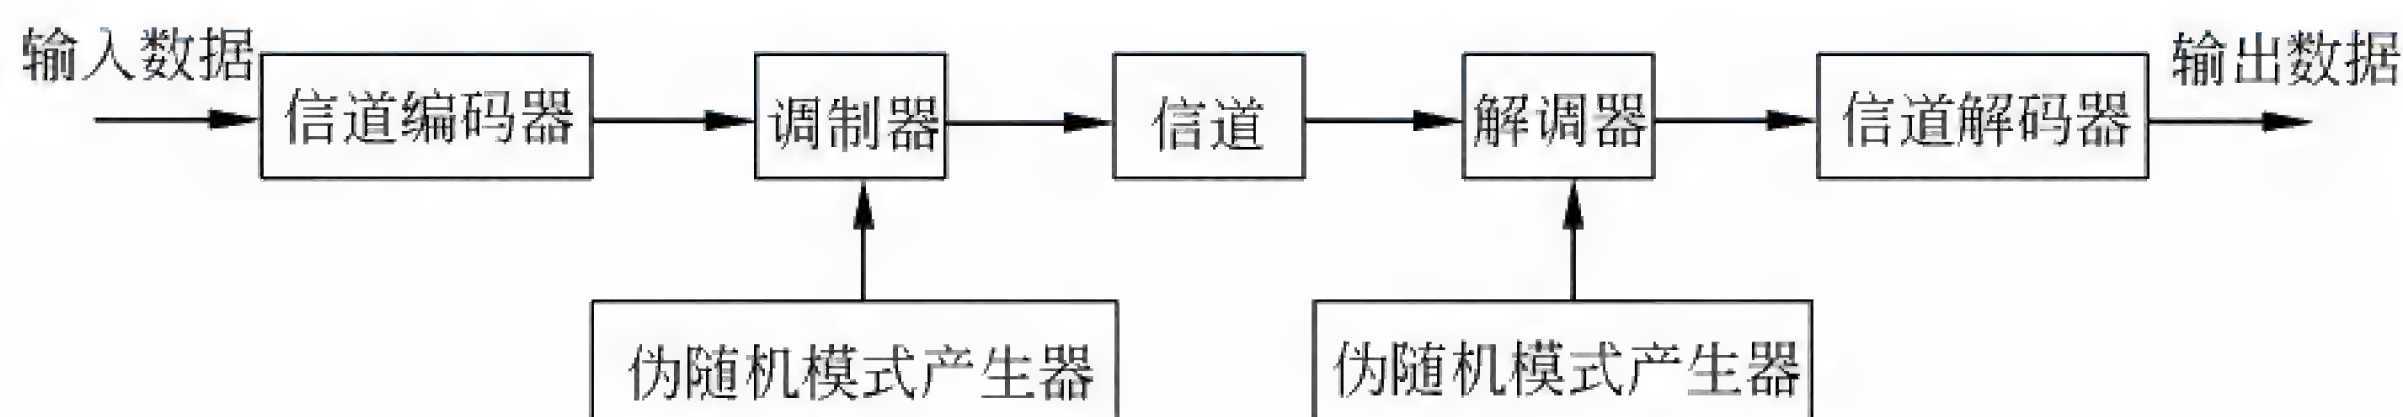 输入数据
信道编码器
调制器
信道
解调器
信道解码器
输出数据
伪随机模式产生器
伪随机模式产生器